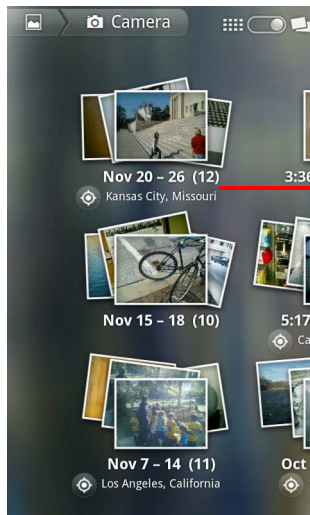 Camera
Nov 20 – 26 (12)
Kansas City, Missouri
3:36
Nov 15 – 18 (10)
5:17
Ca
Nov 7 – 14 (11)
Los Angeles, California
Oct